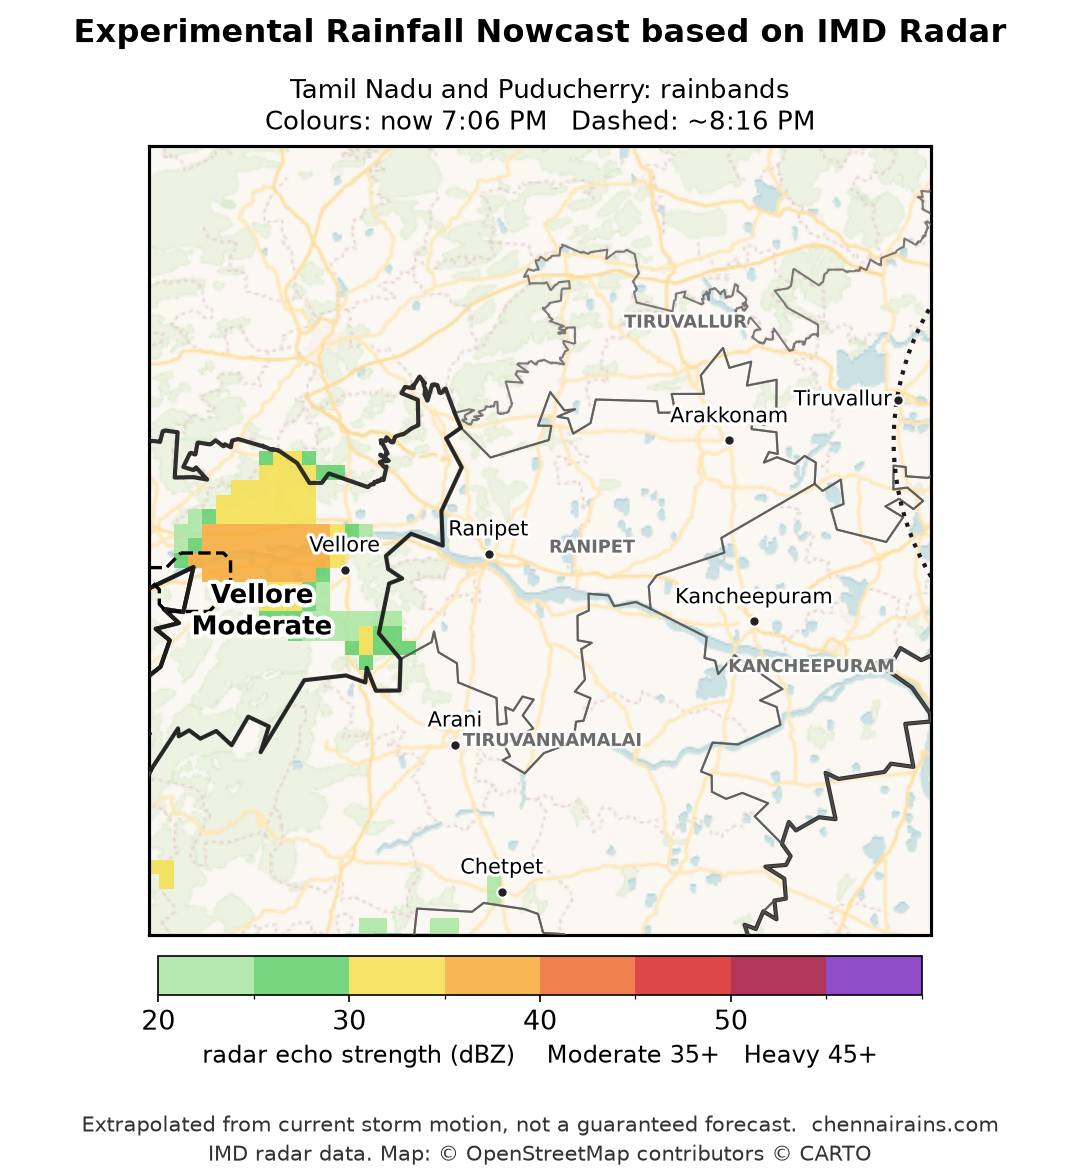 Experimental Rainfall Nowcast based on IMD Radar
Tamil Nadu and Puducherry: rainbands
Colours: now 7:06 PM   Dashed: ~8:16 PM
TIRUVALLUR
Tiruvallur
Arakkonam
Ranipet
Vellore
RANIPET
Vellore
Moderate
Kancheepuram
KANCHEEPURAM
Arani
TIRUVANNAMALAI
Chetpet
20 30 40 50
radar echo strength (dBZ)    Moderate 35+   Heavy 45+
Extrapolated from current storm motion, not a guaranteed forecast.  chennairains.com
IMD radar data. Map: © OpenStreetMap contributors © CARTO